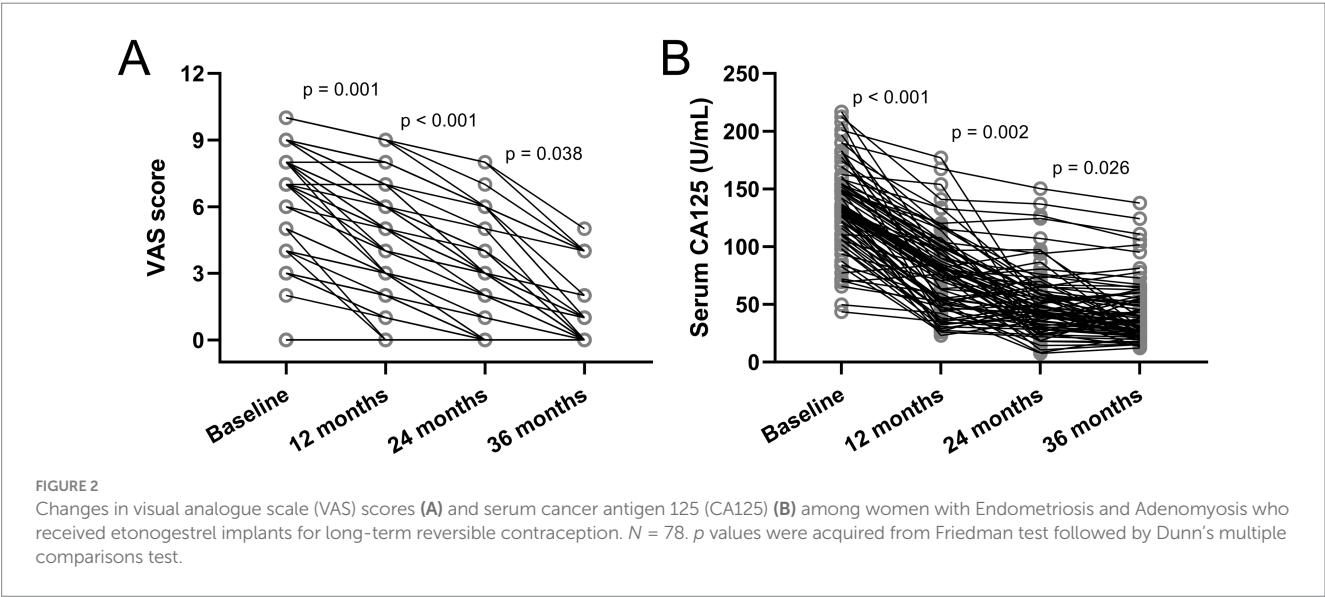 A
B
VAS score
12
9
6
3
0
p = 0.001
p < 0.001
p = 0.038
Baseline
12 months
24 months
36 months
Serum CA125 (U/mL)
250
200
150
100
50
0
p < 0.001
p = 0.002
p = 0.026
Baseline
12 months
24 months
36 months
FIGURE 2
Changes in visual analogue scale (VAS) scores (A) and serum cancer antigen 125 (CA125) (B) among women with Endometriosis and Adenomyosis who
received etonogestrel implants for long-term reversible contraception. N = 78. p values were acquired from Friedman test followed by Dunn's multiple
comparisons test.